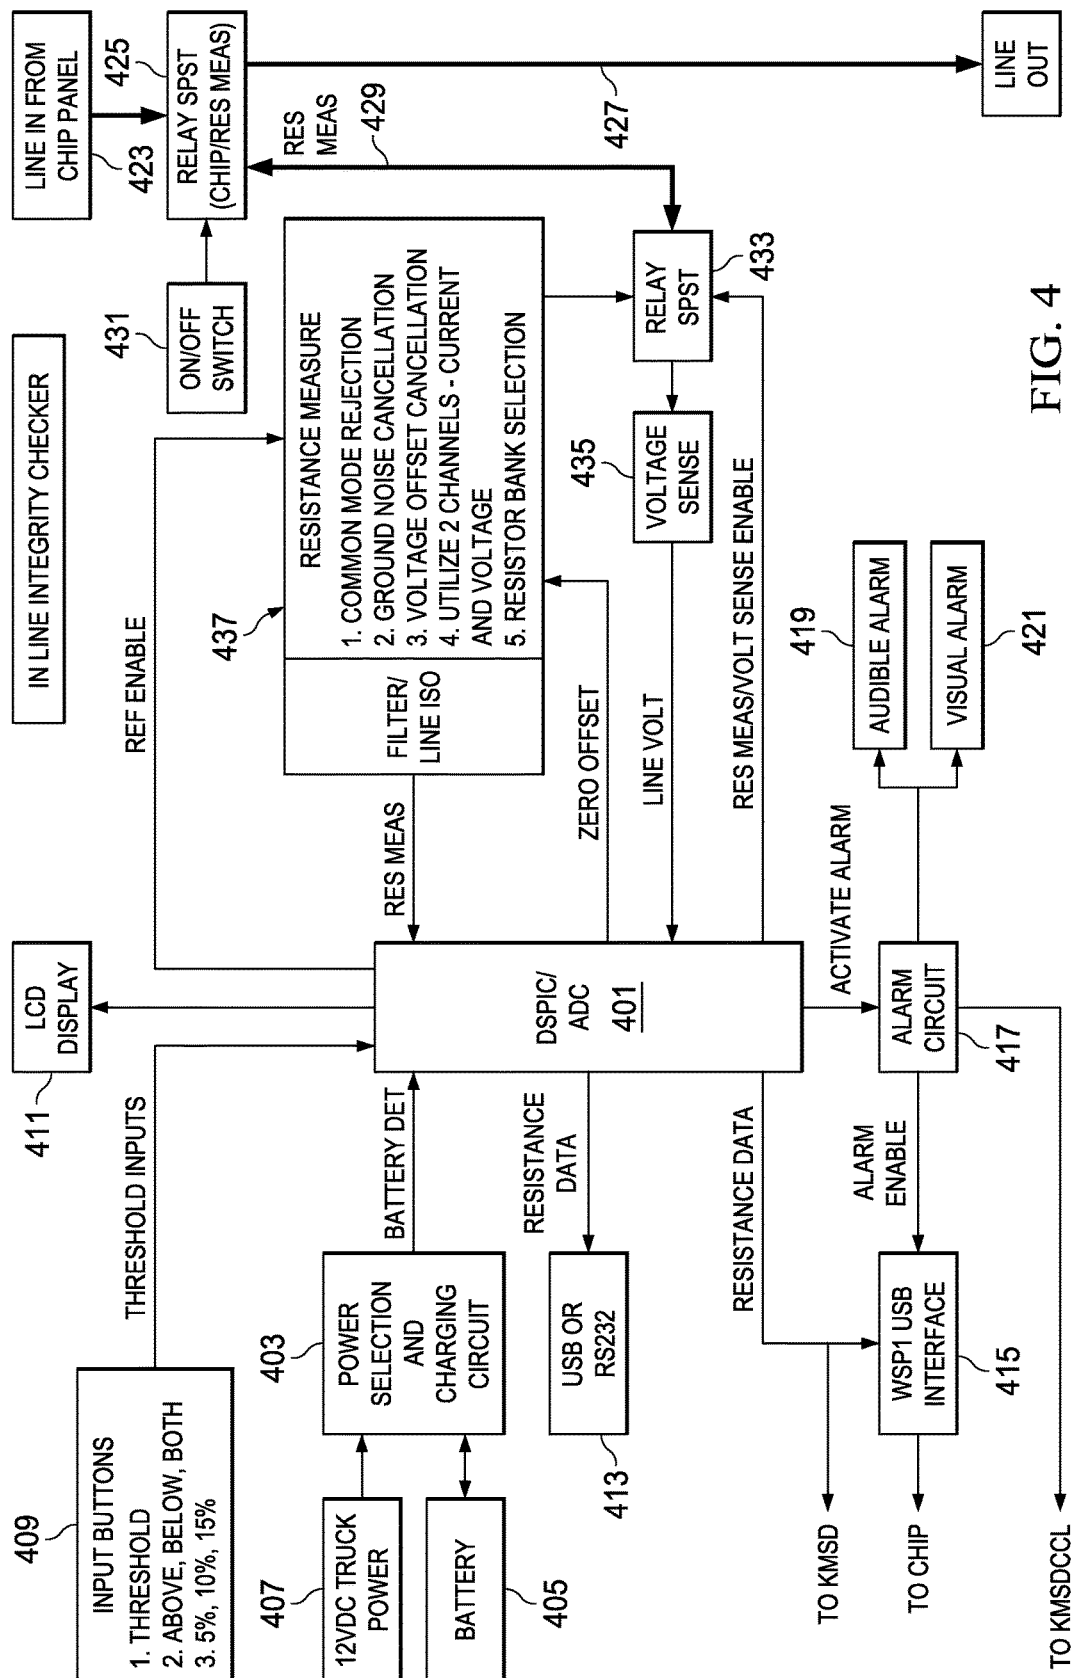 IN LINE INTEGRITY CHECKER
409
INPUT BUTTONS
1. THRESHOLD
2. ABOVE, BELOW, BOTH
3. 5%, 10%, 15%
THRESHOLD INPUTS
411
LCD
DISPLAY
REF ENABLE
431
ON/OFF
SWITCH
LINE IN FROM
CHIP PANEL
423
425
RELAY SPST
(CHIP/RES MEAS)
RES
MEAS
429
427
LINE
OUT
407
12VDC TRUCK
POWER
BATTERY
405
403
POWER
SELECTION
AND
CHARGING
CIRCUIT
BATTERY DET
RES MEAS
437
FILTER/
LINE ISO
RESISTANCE MEASURE
1. COMMON MODE REJECTION
2. GROUND NOISE CANCELLATION
3. VOLTAGE OFFSET CANCELLATION
4. UTILIZE 2 CHANNELS - CURRENT
AND VOLTAGE
5. RESISTOR BANK SELECTION
DSPIC/
ADC
401
RESISTANCE
DATA
USB OR
RS232
413
ZERO OFFSET
LINE VOLT
435
VOLTAGE
SENSE
RELAY
SPST
433
RES MEAS/VOLT SENSE ENABLE
RESISTANCE DATA
ACTIVATE ALARM
TO KMSD
TO CHIP
TO KMSDCCL
WSP1 USB
INTERFACE
415
ALARM
ENABLE
ALARM
CIRCUIT
417
419
AUDIBLE ALARM
VISUAL ALARM
421
FIG. 4